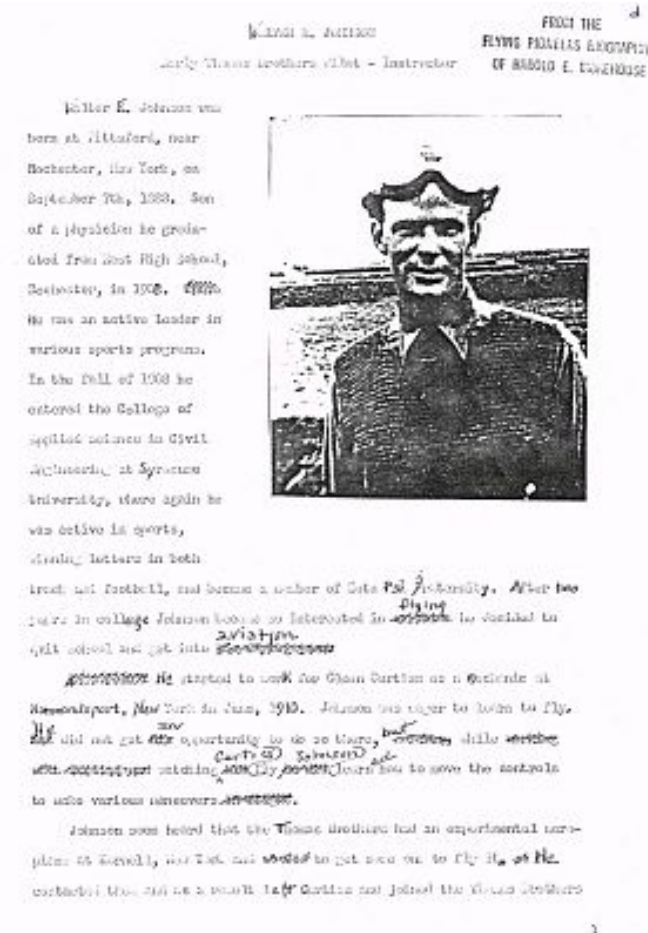 WALTER E. JOHNSON
Early Thomas Brothers Pilot - Instructor
FROM THE
FLYING PIONEERS BIOGRAPHIES
OF HAROLD E. MOREHOUSE
Walter E. Johnson was
born at Pittsford, near
Rochester, New York, on
September 7th, 1888. Son
of a physician he gradu-
ated from West High School,
Rochester, in 1908.
He was an active leader in
various sports programs.
In the fall of 1908 he
entered the College of
applied science in Civil
Engineering at Syracuse
University, where again he
was active in sports,
winning letters in both
track and football, and became a member of Psi fraternity. After two
flying
years in college Johnson became so interested in he decided to
aviation
quit school and get into
He started to work for Glenn Curtiss as a mechanic at
Hammondsport, New York in June, 1910. Johnson was eager to learn to fly.
He did not get an opportunity to do so there, but while
watching Curtiss fly Johnson learn how to move the controls
to make various maneuvers.
Johnson soon heard that the Thomas Brothers had an experimental aero-
plane at Hornell, New York and wanted to get someone to fly it. He
contacted them and as a result left Curtiss and joined the Thomas Brothers